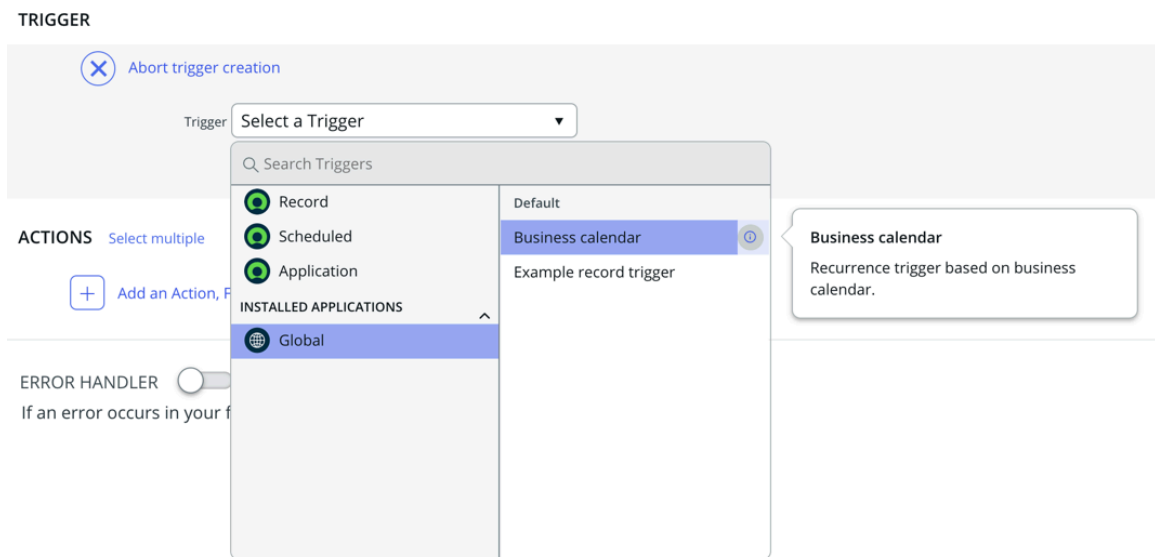 TRIGGER
Abort trigger creation
Trigger
Select a Trigger
Search Triggers
Record
Scheduled
Application
INSTALLED APPLICATIONS
Global
Default
Business calendar
Example record trigger
Business calendar
Recurrence trigger based on business
calendar.
ACTIONS Select multiple
Add an Action, F
ERROR HANDLER
If an error occurs in your f